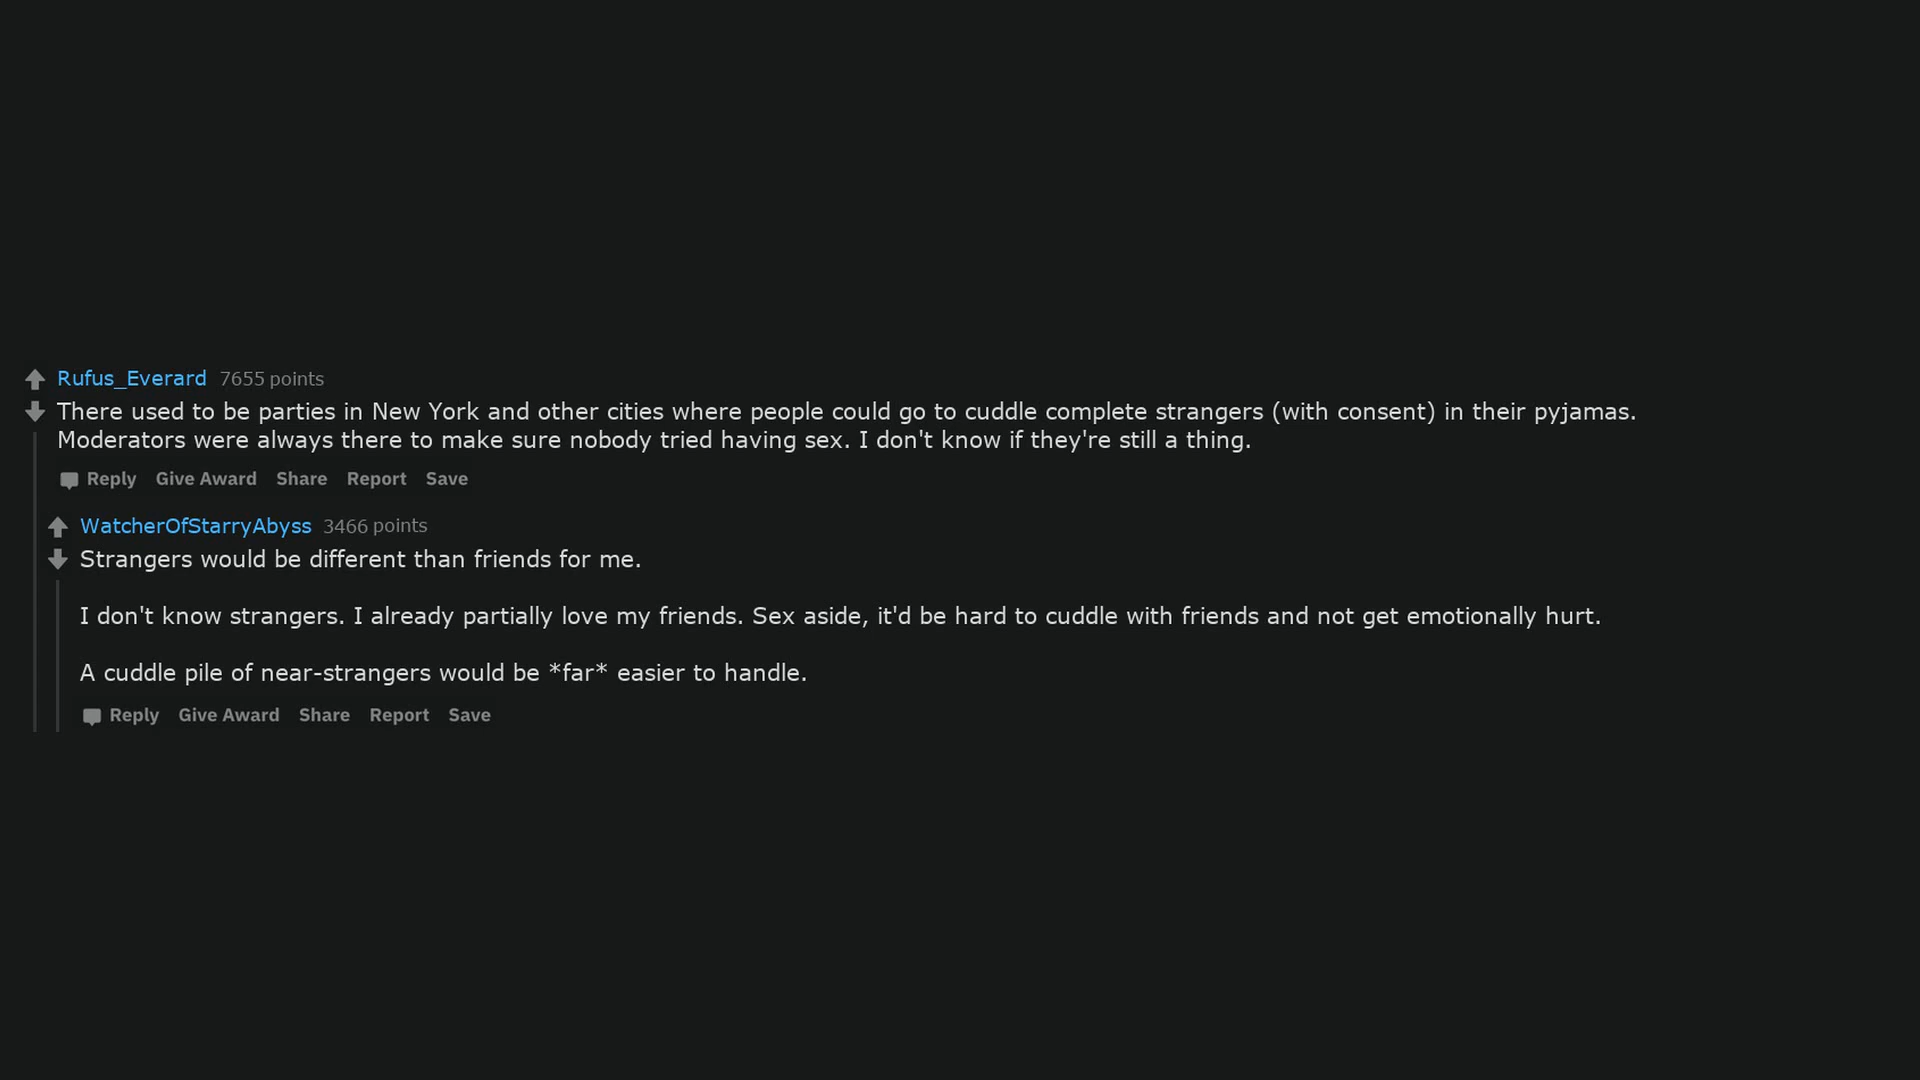 Rufus_Everard 7655 points
There used to be parties in New York and other cities where people could go to cuddle complete strangers (with consent) in their pyjamas.
Moderators were always there to make sure nobody tried having sex. I don't know if they're still a thing.
Reply Give Award Share Report Save
WatcherOfStarryAbyss 3466 points
Strangers would be different than friends for me.
I don't know strangers. I already partially love my friends. Sex aside, it'd be hard to cuddle with friends and not get emotionally hurt.
A cuddle pile of near-strangers would be *far* easier to handle.
Reply Give Award Share Report Save